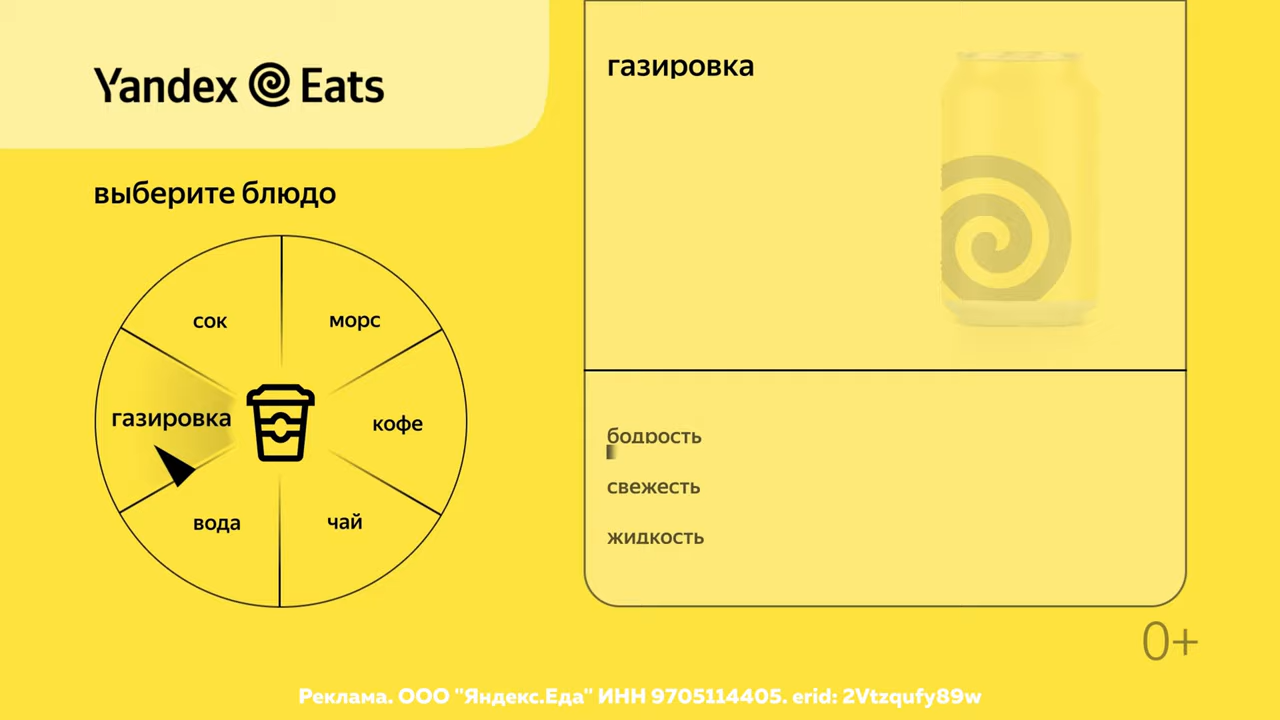 Yandex Eats
выберите блюдо
сок
морс
газировка
кофе
вода
чай
газировка
бодрость
свежесть
жидкость
0+
Реклама. ООО "Яндекс.Еда" ИНН 9705114405. erid: 2Vtzqufy89w